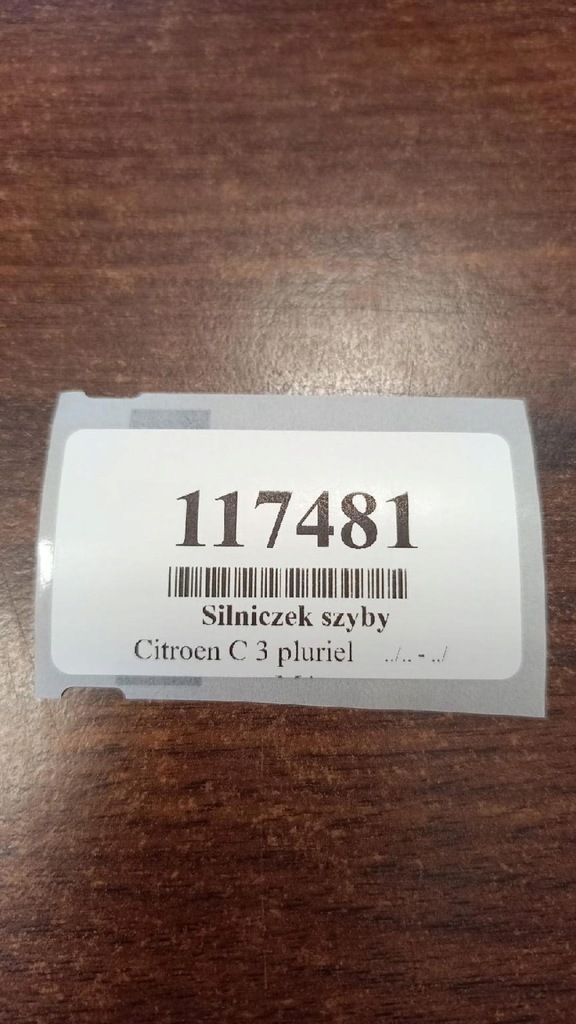 117481
Silniczek szyby
Citroen C 3 pluriel ../.. - ../